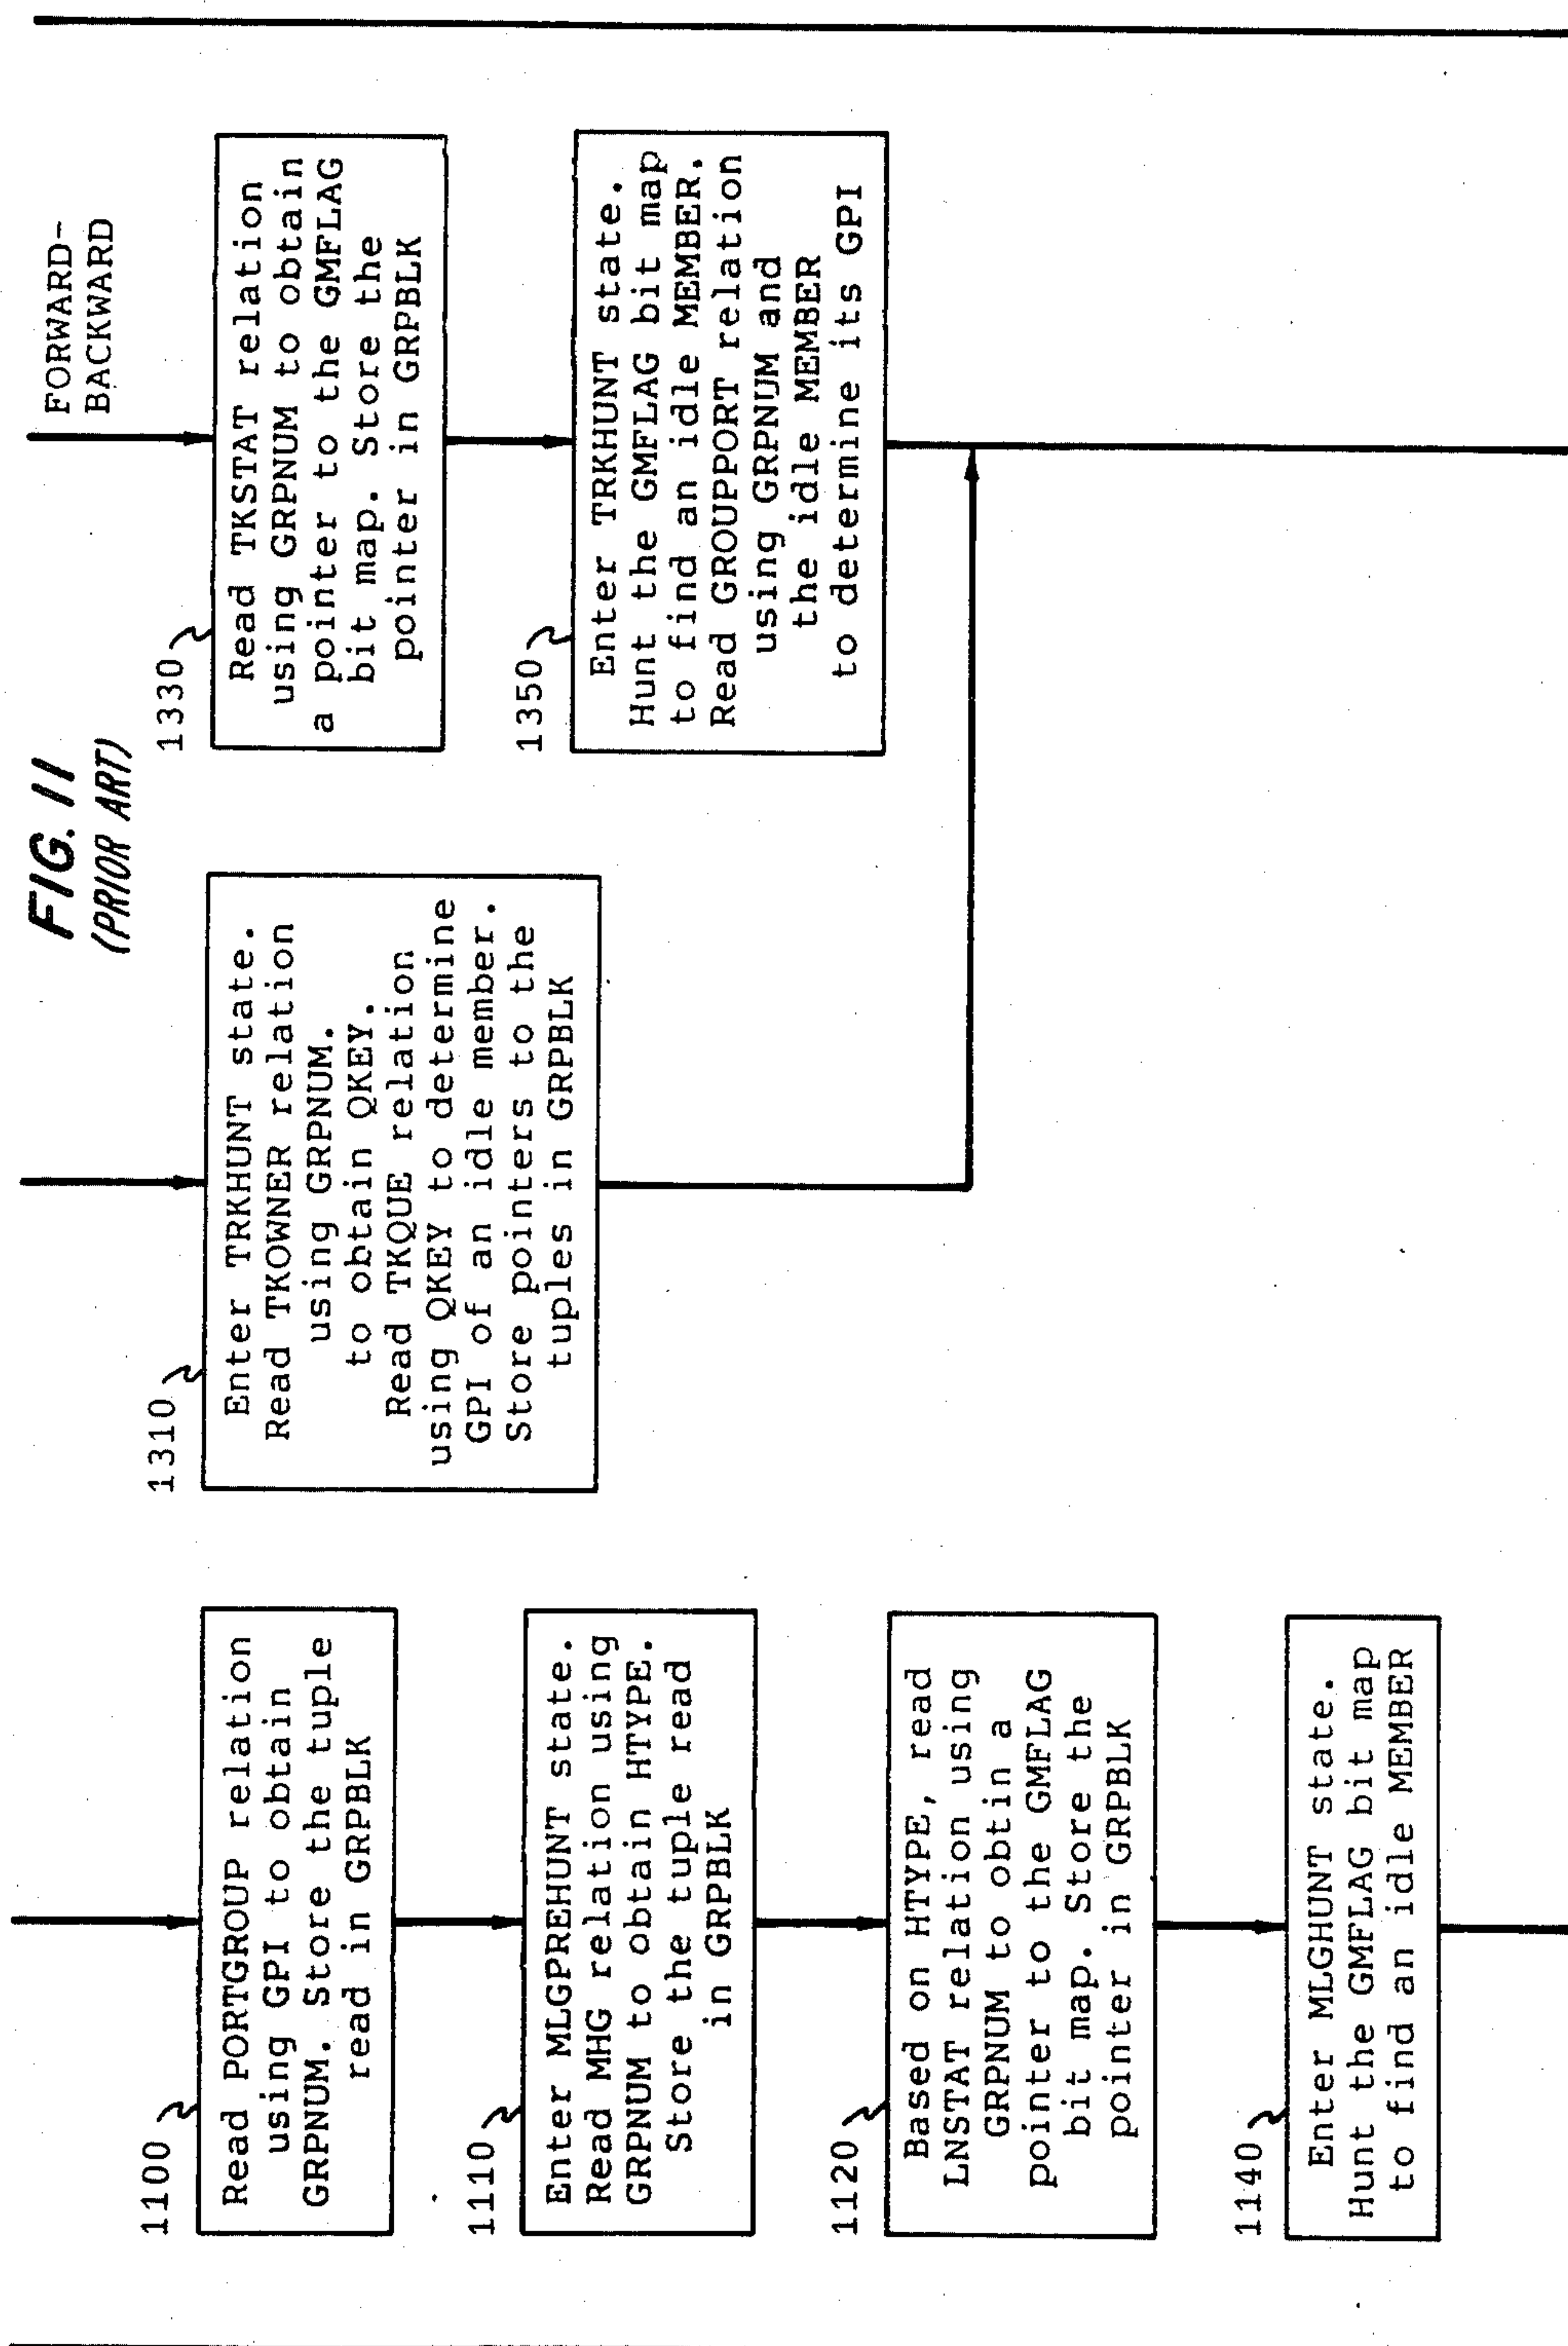 FIG. 11
(PRIOR ART)
1100
Read PORTGROUP relation
using GPI to obtain
GRPNUM. Store the tuple
read in GRPBLK
1110
Enter MLGPREHUNT state.
Read MHG relation using
GRPNUM to obtain HTYPE.
Store the tuple read
in GRPBLK
1120
Based on HTYPE, read
LNSTAT relation using
GRPNUM to obtin a
pointer to the GMFLAG
bit map. Store the
pointer in GRPBLK
1140
Enter MLGHUNT state.
Hunt the GMFLAG bit map
to find an idle MEMBER
1310
Enter TRKHUNT state.
Read TKOWNER relation
using GRPNUM.
to obtain QKEY.
Read TKQUE relation
using QKEY to determine
GPI of an idle member.
Store pointers to the
tuples in GRPBLK
FORWARD-
BACKWARD
1330
Read TKSTAT relation
using GRPNUM to obtain
a pointer to the GMFLAG
bit map. Store the
pointer in GRPBLK
1350
Enter TRKHUNT state.
Hunt the GMFLAG bit map
to find an idle MEMBER.
Read GROUPPORT relation
using GRPNUM and
the idle MEMBER
to determine its GPI